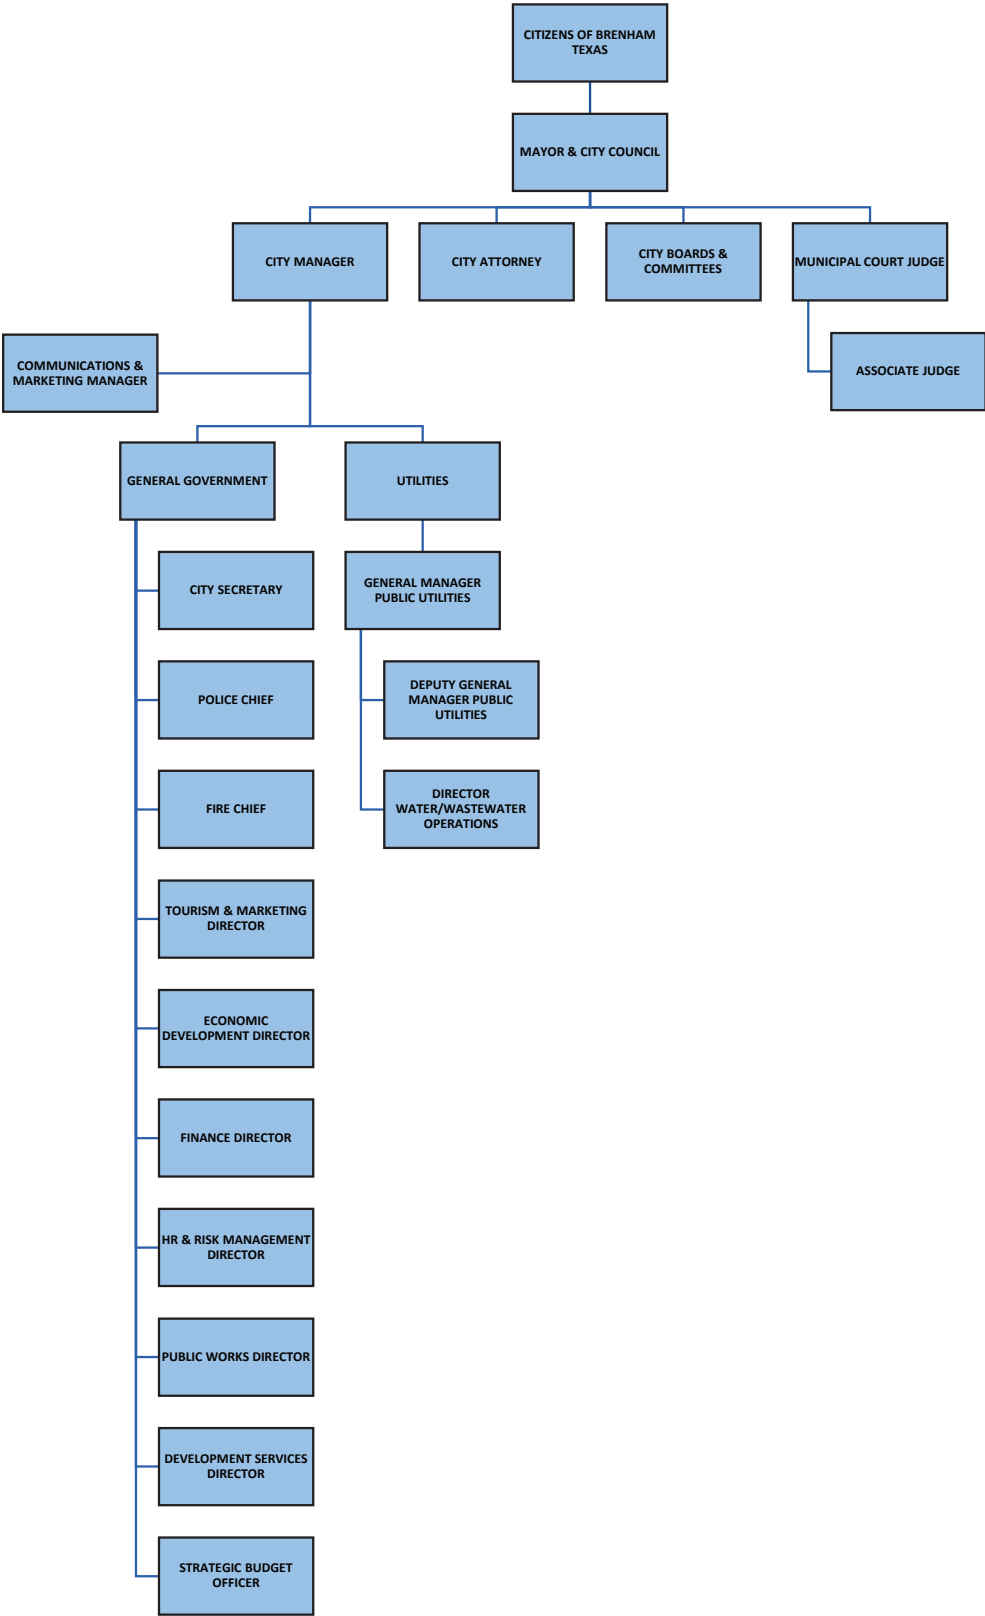 CITIZENS OF BRENHAM
TEXAS
MAYOR & CITY COUNCIL
CITY MANAGER
CITY ATTORNEY
CITY BOARDS &
COMMITTEES
MUNICIPAL COURT JUDGE
ASSOCIATE JUDGE
COMMUNICATIONS &
MARKETING MANAGER
GENERAL GOVERNMENT
UTILITIES
CITY SECRETARY
POLICE CHIEF
FIRE CHIEF
TOURISM & MARKETING
DIRECTOR
ECONOMIC
DEVELOPMENT DIRECTOR
FINANCE DIRECTOR
HR & RISK MANAGEMENT
DIRECTOR
PUBLIC WORKS DIRECTOR
DEVELOPMENT SERVICES
DIRECTOR
STRATEGIC BUDGET
OFFICER
GENERAL MANAGER
PUBLIC UTILITIES
DEPUTY GENERAL
MANAGER PUBLIC
UTILITIES
DIRECTOR
WATER/WASTEWATER
OPERATIONS